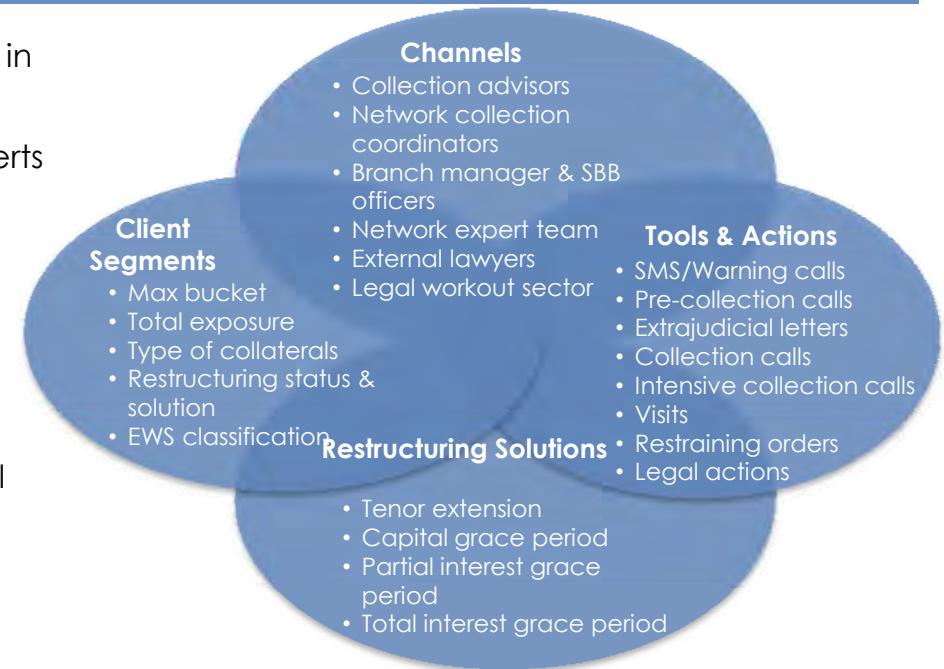 in
erts
l
Channels
• Collection advisors
• Network collection
coordinators
• Branch manager & SBB
officers
• Network expert team
• External lawyers
• Legal workout sector
Client
Segments
• Max bucket
• Total exposure
• Type of collaterals
• Restructuring status &
solution
• EWS classification
Tools & Actions
• SMS/Warning calls
• Pre-collection calls
• Extrajudicial letters
• Collection calls
• Intensive collection calls
• Visits
• Restraining orders
• Legal actions
Restructuring Solutions
• Tenor extension
• Capital grace period
• Partial interest grace
period
• Total interest grace period